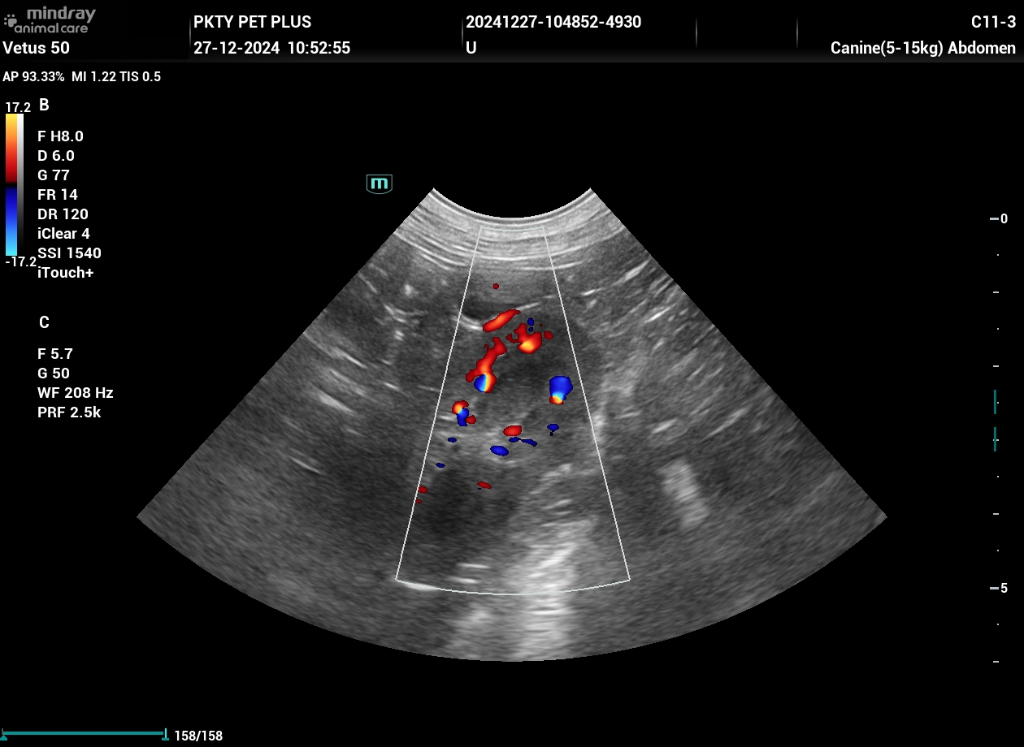 mindray
animalcare
PKTY PET PLUS
20241227-104852-4930
C11-3
Vetus 50
27-12-2024 10:52:55
U
Canine(5-15kg) Abdomen
AP 93.33% MI 1.22 TIS 0.5
17.2
B
F H8.0
D 6.0
G 77
FR 14
DR 120
iClear 4
SSI 1540
-17.2
iTouch+
m
0
C
F 5.7
G 50
WF 208 Hz
PRF 2.5k
5
158/158